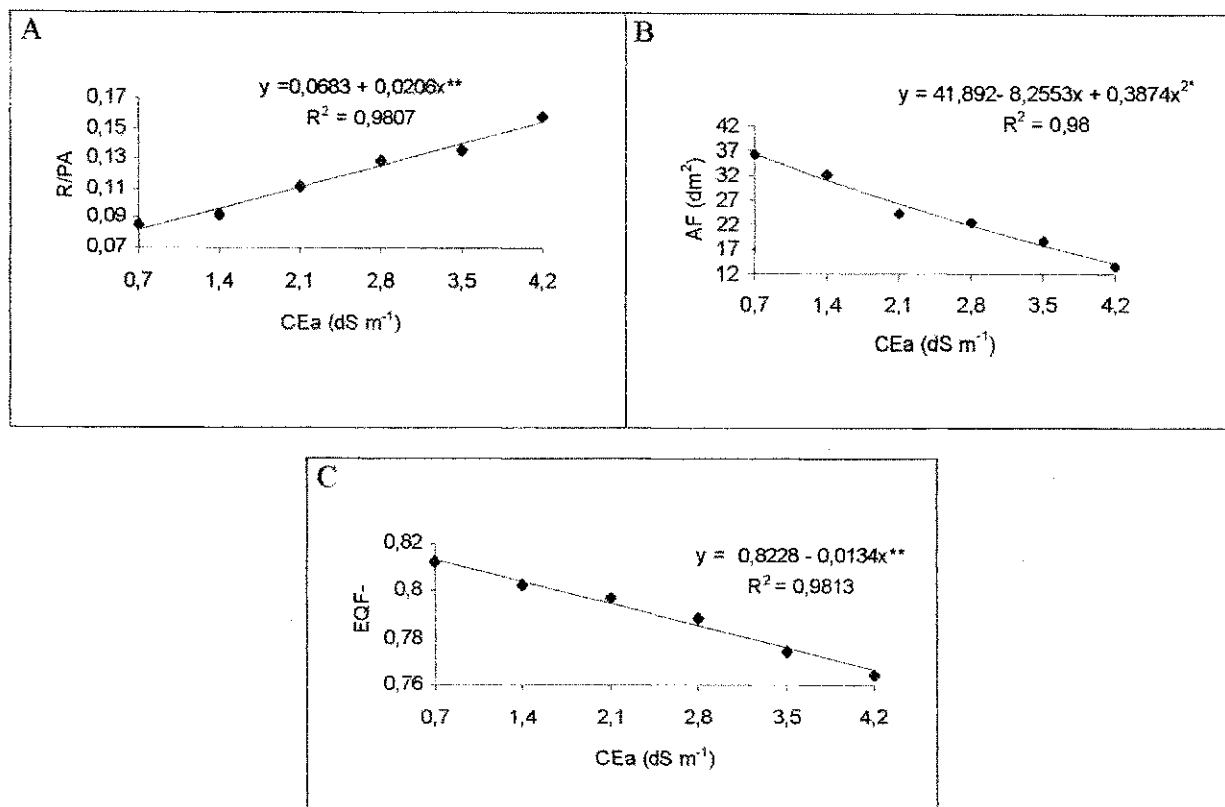 A
y =0,0683 + 0,0206x**
R² = 0,9807
R/PA
0,17
0,15
0,13
0,11
0,09
0,07
0,7 1,4 2,1 2,8 3,5 4,2
CEa (dS m⁻¹)
B
y = 41,892- 8,2553x + 0,3874x²*
R² = 0,98
AF (dm²)
42
37
32
27
22
17
12
0,7 1,4 2,1 2,8 3,5 4,2
CEa (dS m⁻¹)
C
y = 0,8228 - 0,0134x**
R² = 0,9813
EQF-
0,82
0,8
0,78
0,76
0,7 1,4 2,1 2,8 3,5 4,2
CEa (dS m⁻¹)